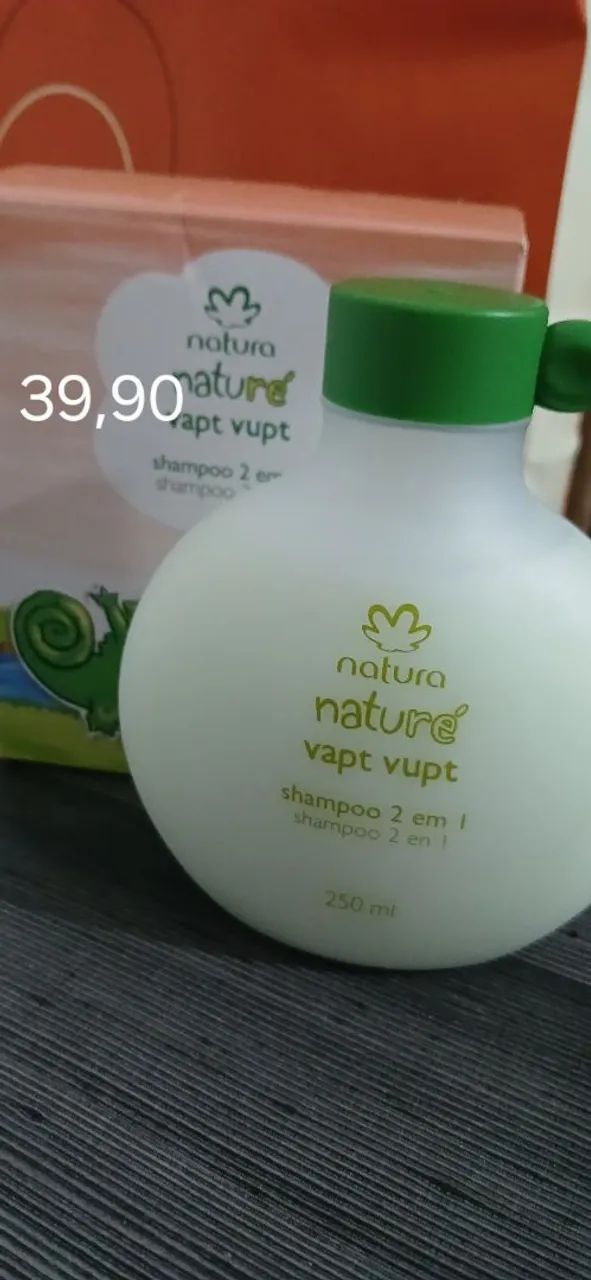 natura
naturé
39,90
vapt vupt
shampoo 2 em
shampoo
natura
naturé
vapt vupt
shampoo 2 em 1
shampoo 2 en 1
250 ml